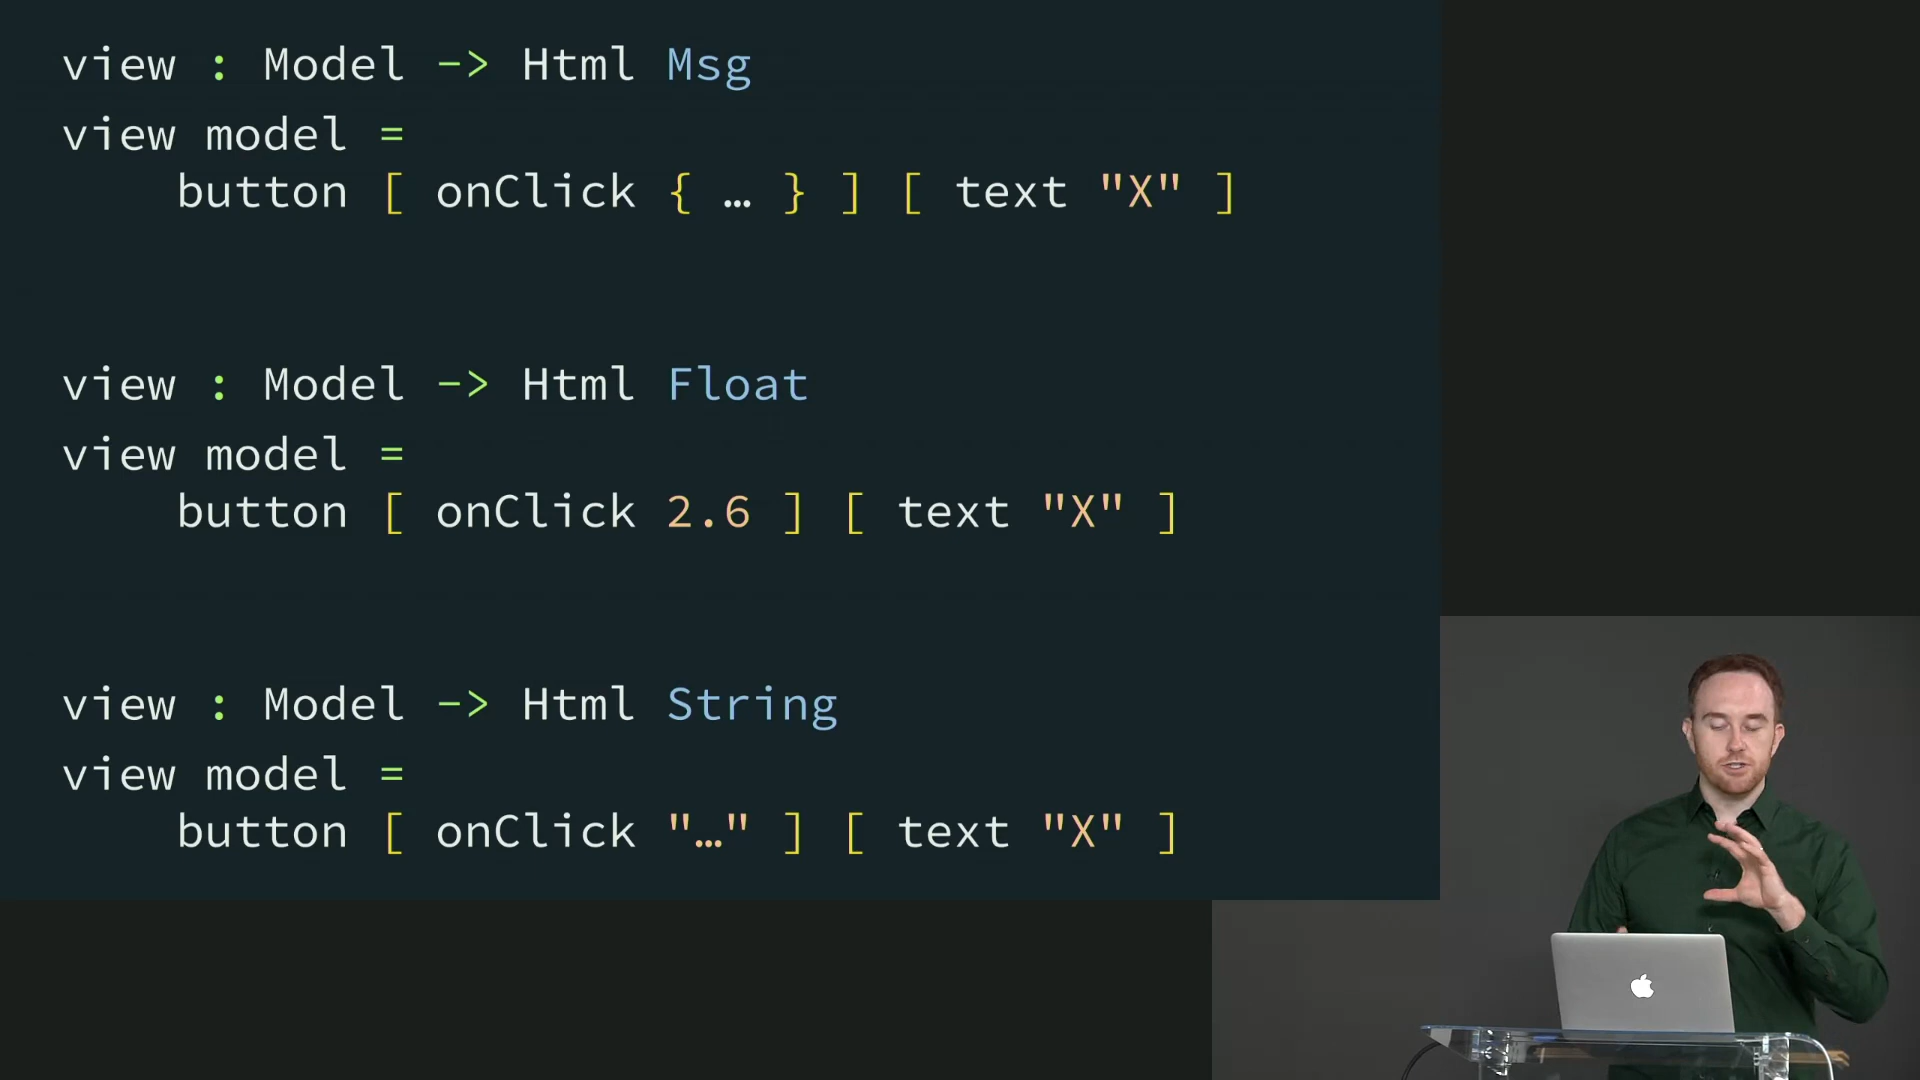 view : Model -> Html Msg
view model =
button [ onClick { … } ] [ text "X" ]
view : Model -> Html Float
view model =
button [ onClick 2.6 ] [ text "X" ]
view : Model -> Html String
view model =
button [ onClick "…" ] [ text "X" ]